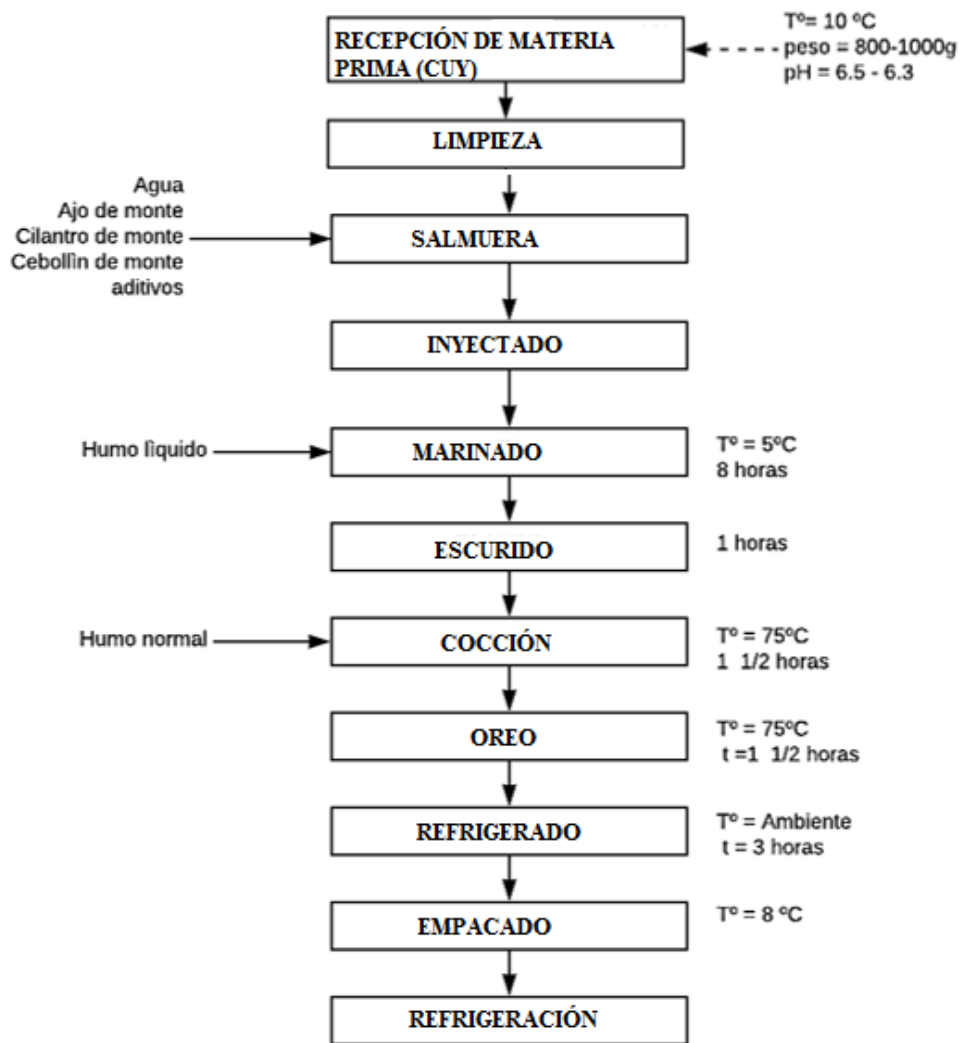 RECEPCIÓN DE MATERIA
PRIMA (CUY)
Tº= 10 ºC
peso = 800-1000g
pH = 6.5 - 6.3
LIMPIEZA
Agua
Ajo de monte
Cilantro de monte
Cebollìn de monte
aditivos
SALMUERA
INYECTADO
Humo lìquido
MARINADO
Tº = 5ºC
8 horas
ESCURIDO
1 horas
Humo normal
COCCIÓN
Tº = 75ºC
1 1/2 horas
OREO
Tº = 75ºC
t =1 1/2 horas
REFRIGERADO
Tº = Ambiente
t = 3 horas
EMPACADO
Tº = 8 ºC
REFRIGERACIÓN